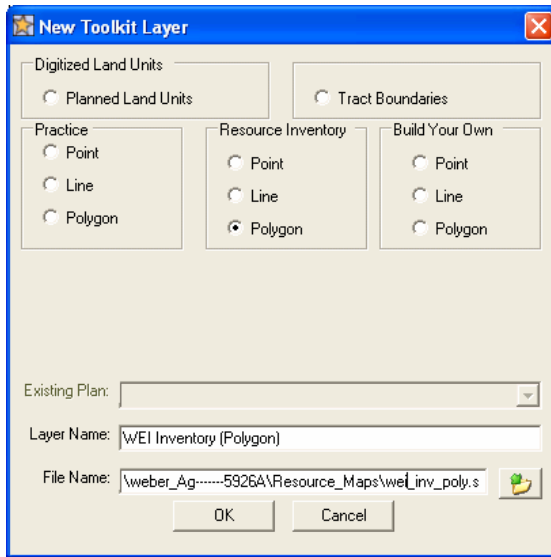 New Toolkit Layer
Digitized Land Units
Planned Land Units
Tract Boundaries
Practice
Point
Line
Polygon
Resource Inventory
Point
Line
Polygon
Build Your Own
Point
Line
Polygon
Existing Plan:
Layer Name: WEI Inventory (Polygon)
File Name: \weber_Ag-------5926A\Resource_Maps\wei_inv_poly.s
OK Cancel